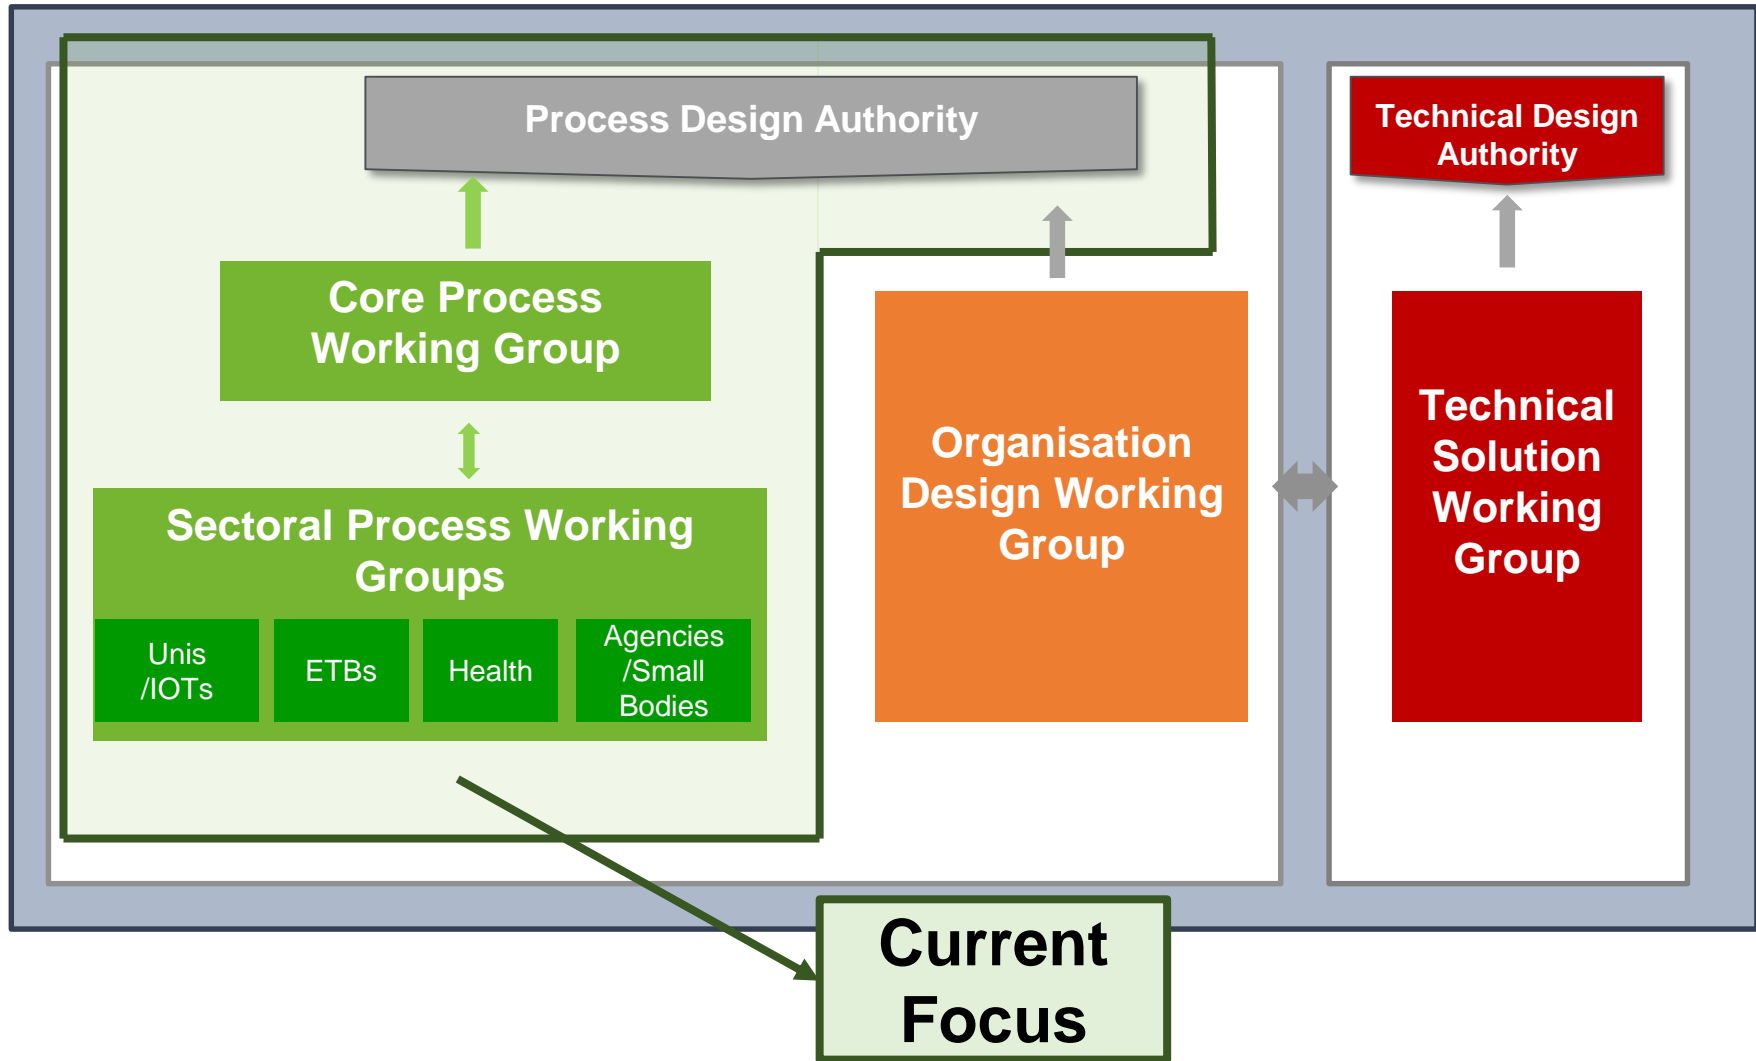 Process Design Authority
Technical Design
Authority
Core Process
Working Group
Organisation
Design Working
Group
Technical
Solution
Working
Group
Sectoral Process Working
Groups
Unis
/IOTs
ETBs
Health
Agencies
/Small
Bodies
Current
Focus